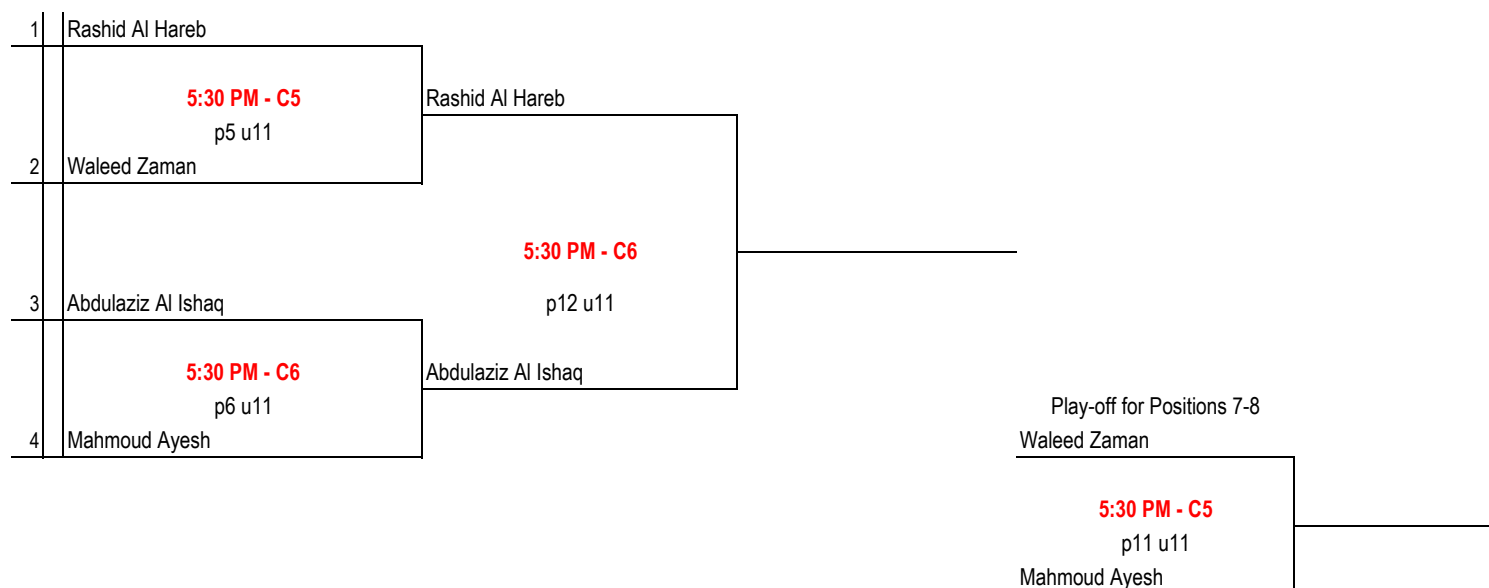 1 Rashid Al Hareb
5:30 PM - C5
Rashid Al Hareb
p5 u11
2 Waleed Zaman
5:30 PM - C6
3 Abdulaziz Al Ishaq
p12 u11
5:30 PM - C6
Abdulaziz Al Ishaq
p6 u11
Play-off for Positions 7-8
4 Mahmoud Ayesh
Waleed Zaman
5:30 PM - C5
p11 u11
Mahmoud Ayesh